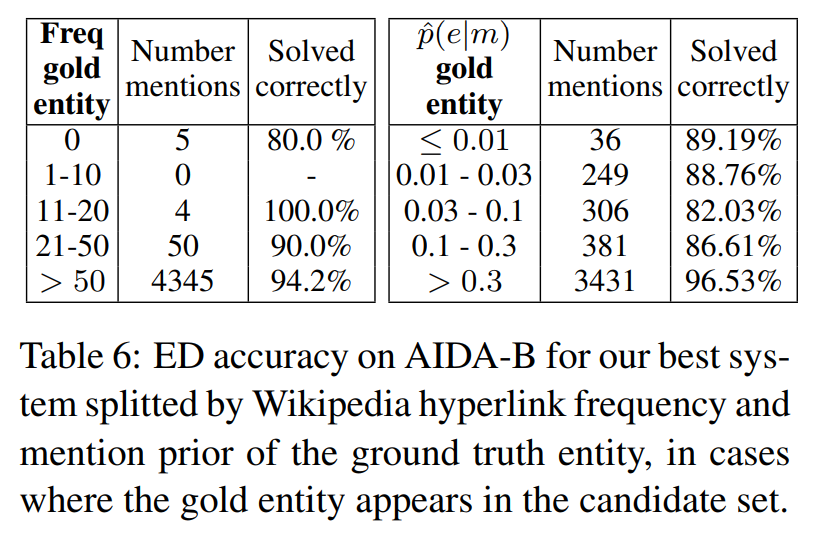 Freq gold entity | Number mentions | Solved correctly | p̂(e|m) gold entity | Number mentions | Solved correctly
0 | 5 | 80.0 % | ≤ 0.01 | 36 | 89.19%
1-10 | 0 | - | 0.01 - 0.03 | 249 | 88.76%
11-20 | 4 | 100.0% | 0.03 - 0.1 | 306 | 82.03%
21-50 | 50 | 90.0% | 0.1 - 0.3 | 381 | 86.61%
> 50 | 4345 | 94.2% | > 0.3 | 3431 | 96.53%
Table 6: ED accuracy on AIDA-B for our best sys-
tem splitted by Wikipedia hyperlink frequency and
mention prior of the ground truth entity, in cases
where the gold entity appears in the candidate set.